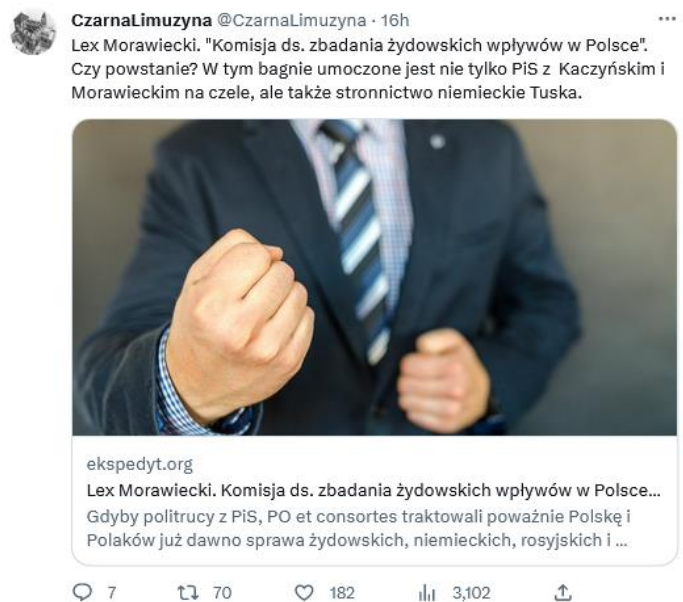 CzarnaLimuzyna @CzarnaLimuzyna · 16h
Lex Morawiecki. "Komisja ds. zbadania żydowskich wpływów w Polsce".
Czy powstanie? W tym bagnie umoczone jest nie tylko PiS z Kaczyńskim i
Morawieckim na czele, ale także stronnictwo niemieckie Tuska.
ekspedyt.org
Lex Morawiecki. Komisja ds. zbadania żydowskich wpływów w Polsce...
Gdyby politrucy z PiS, PO et consortes traktowali poważnie Polskę i
Polaków już dawno sprawa żydowskich, niemieckich, rosyjskich i ...
7 70 182 3,102